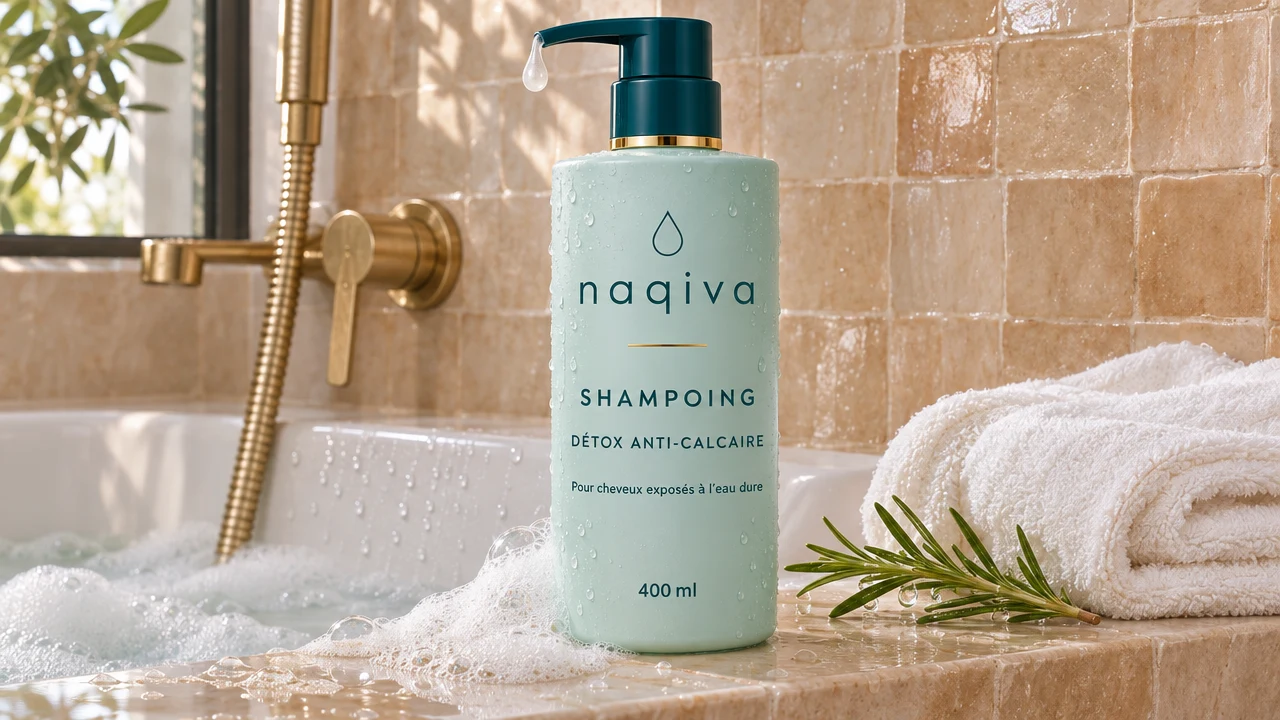 naqiva
SHAMPOING
DÉTOX ANTI-CALCAIRE
Pour cheveux exposés à l'eau dure
400 ml